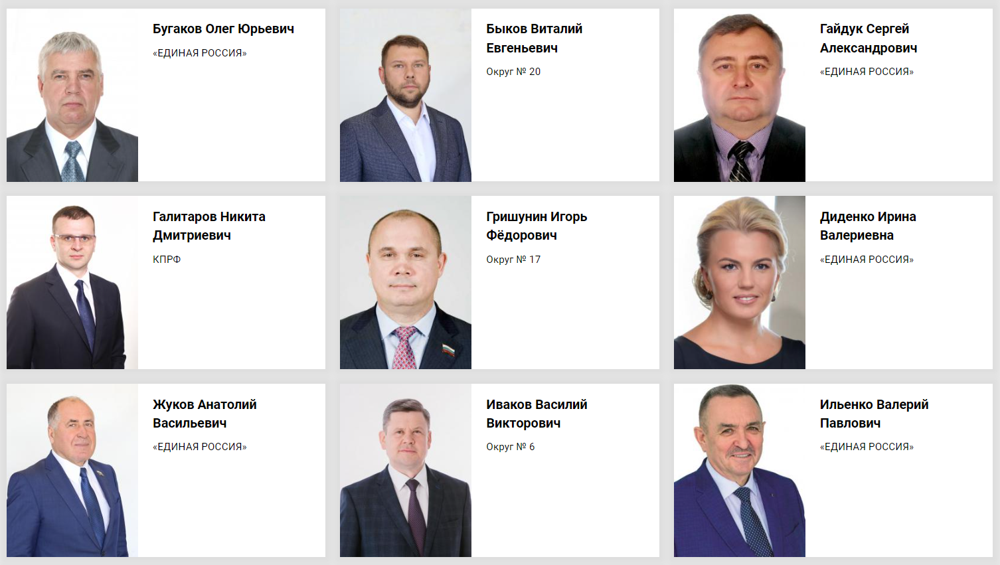 Бугаков Олег Юрьевич
«ЕДИНАЯ РОССИЯ»
Быков Виталий
Евгеньевич
Округ № 20
Гайдук Сергей
Александрович
«ЕДИНАЯ РОССИЯ»
Галитаров Никита
Дмитриевич
КПРФ
Гришунин Игорь
Фёдорович
Округ № 17
Диденко Ирина
Валериевна
«ЕДИНАЯ РОССИЯ»
Жуков Анатолий
Васильевич
«ЕДИНАЯ РОССИЯ»
Иваков Василий
Викторович
Округ № 6
Ильенко Валерий
Павлович
«ЕДИНАЯ РОССИЯ»